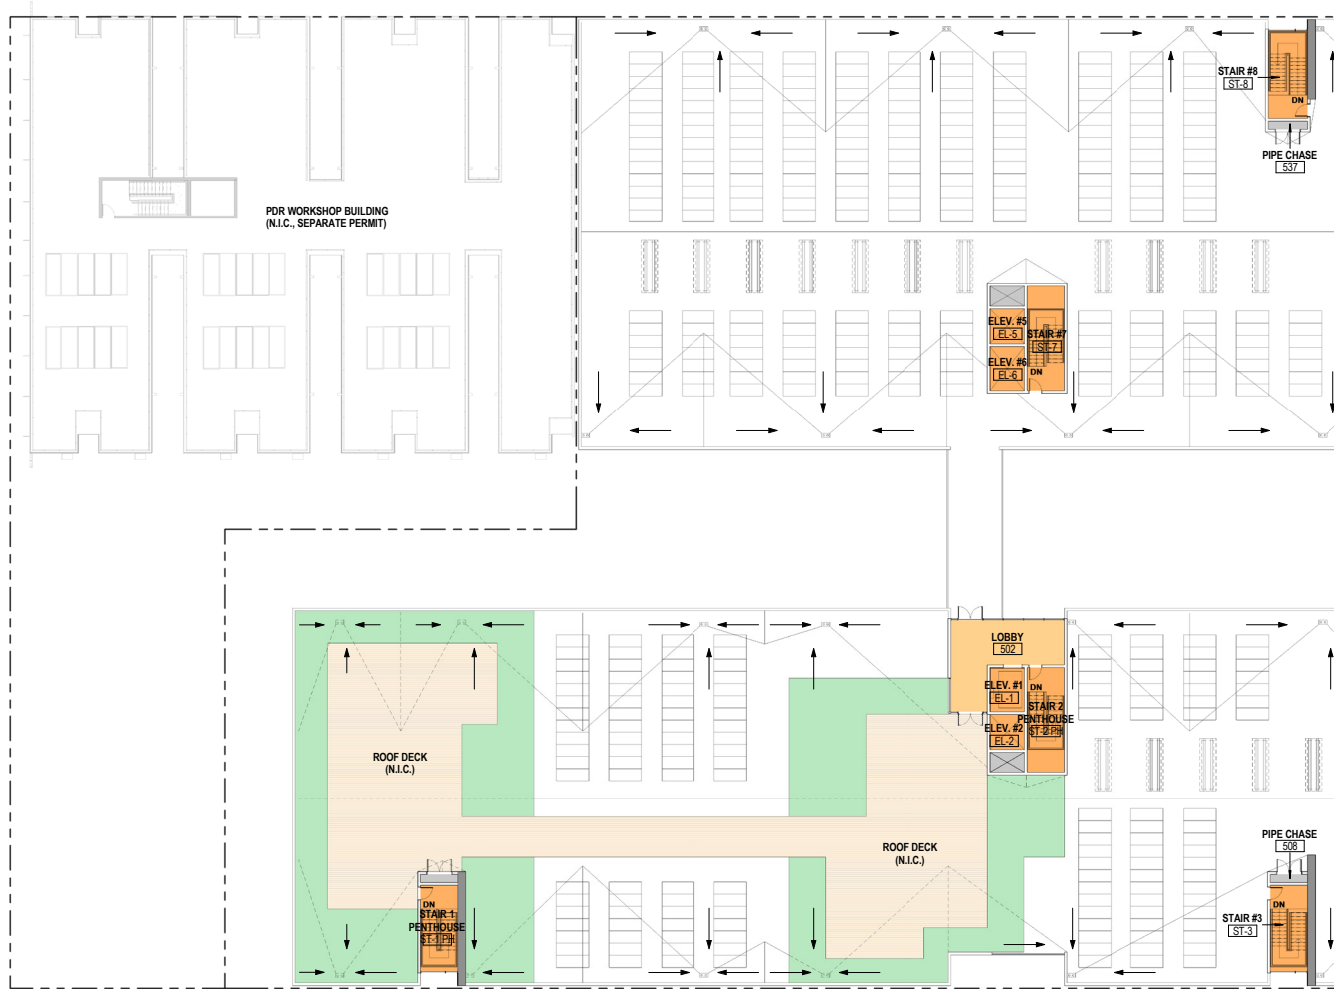 STAIR #8
ST-8
DN
PIPE CHASE
537
PDR WORKSHOP BUILDING
(N.I.C., SEPARATE PERMIT)
ELEV. #5
EL-5
STAIR #7
ST-7
ELEV. #6
EL-6
DN
LOBBY
502
ELEV. #1
EL-1
DN
STAIR 2
PENTHOUSE
ST-2 PH
ELEV. #2
EL-2
ROOF DECK
(N.I.C.)
ROOF DECK
(N.I.C.)
PIPE CHASE
508
DN
STAIR 1
PENTHOUSE
ST-1 PH
DN
STAIR #3
ST-3